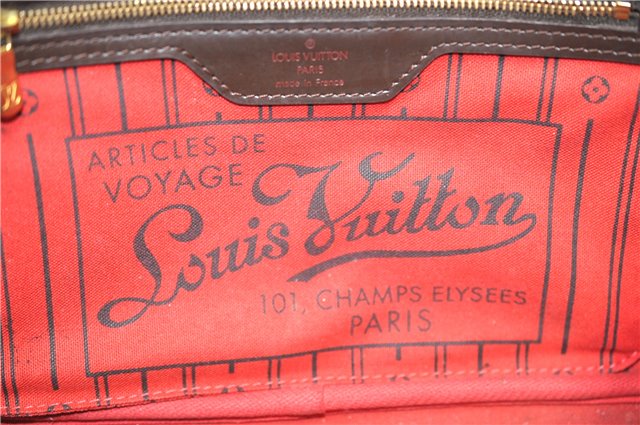 LOUIS VUITTON
PARIS
made in France
ARTICLES DE
VOYAGE
Louis Vuitton
101, CHAMPS ELYSEES
PARIS